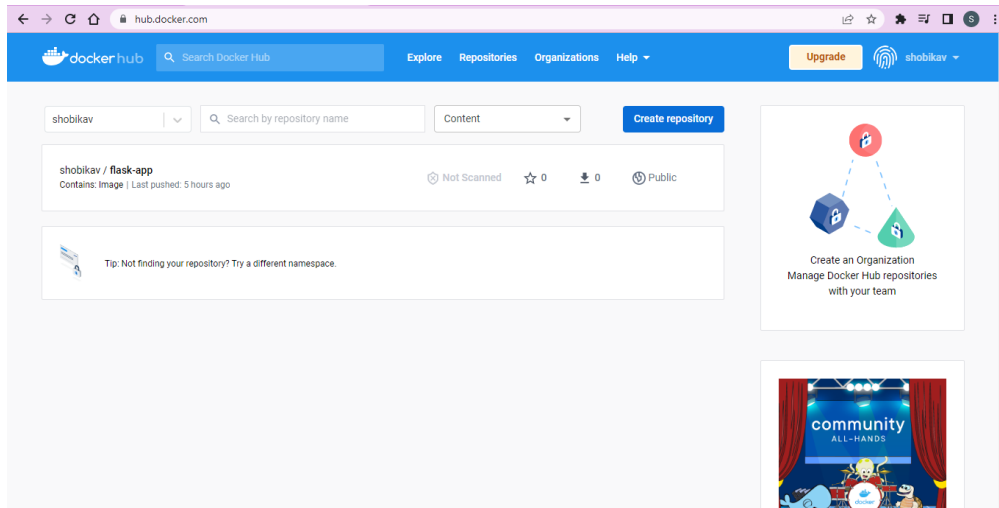 hub.docker.com
S
dockerhub
Search Docker Hub
Explore
Repositories
Organizations
Help
Upgrade
shobikav
shobikav
Search by repository name
Content
Create repository
shobikav / flask-app
Contains: Image | Last pushed: 5 hours ago
Not Scanned
0
0
Public
Tip: Not finding your repository? Try a different namespace.
Create an Organization
Manage Docker Hub repositories
with your team
community
ALL-HANDS
docker